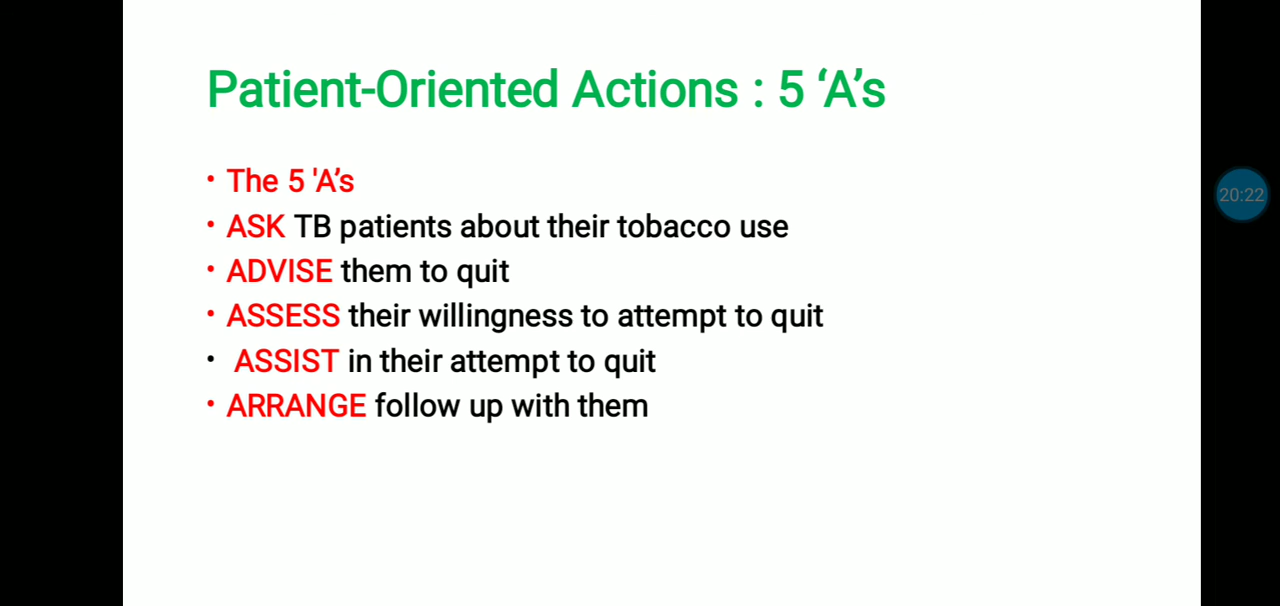 Patient-Oriented Actions : 5 ‘A’s
• The 5 'A’s
• ASK TB patients about their tobacco use
• ADVISE them to quit
• ASSESS their willingness to attempt to quit
• ASSIST in their attempt to quit
• ARRANGE follow up with them
20:22